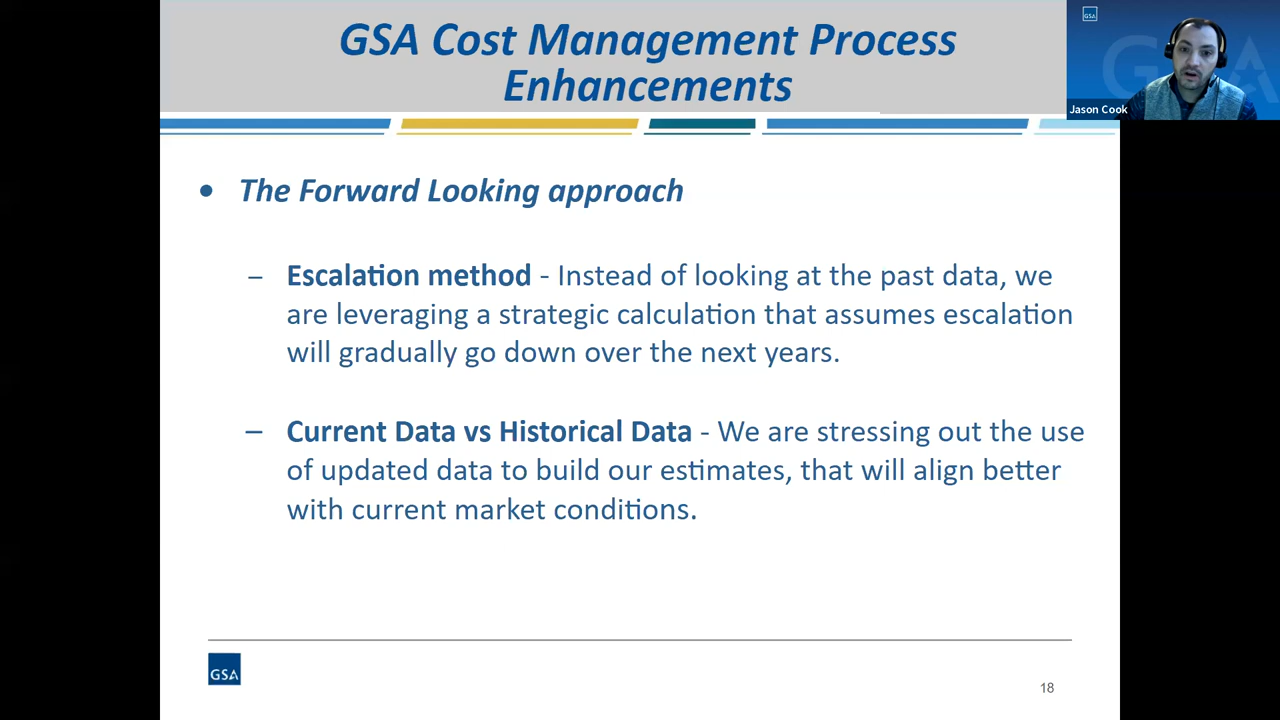 GSA Cost Management Process
Enhancements
GSA
GSA
Jason Cook
• The Forward Looking approach
– Escalation method - Instead of looking at the past data, we
are leveraging a strategic calculation that assumes escalation
will gradually go down over the next years.
– Current Data vs Historical Data - We are stressing out the use
of updated data to build our estimates, that will align better
with current market conditions.
GSA
18